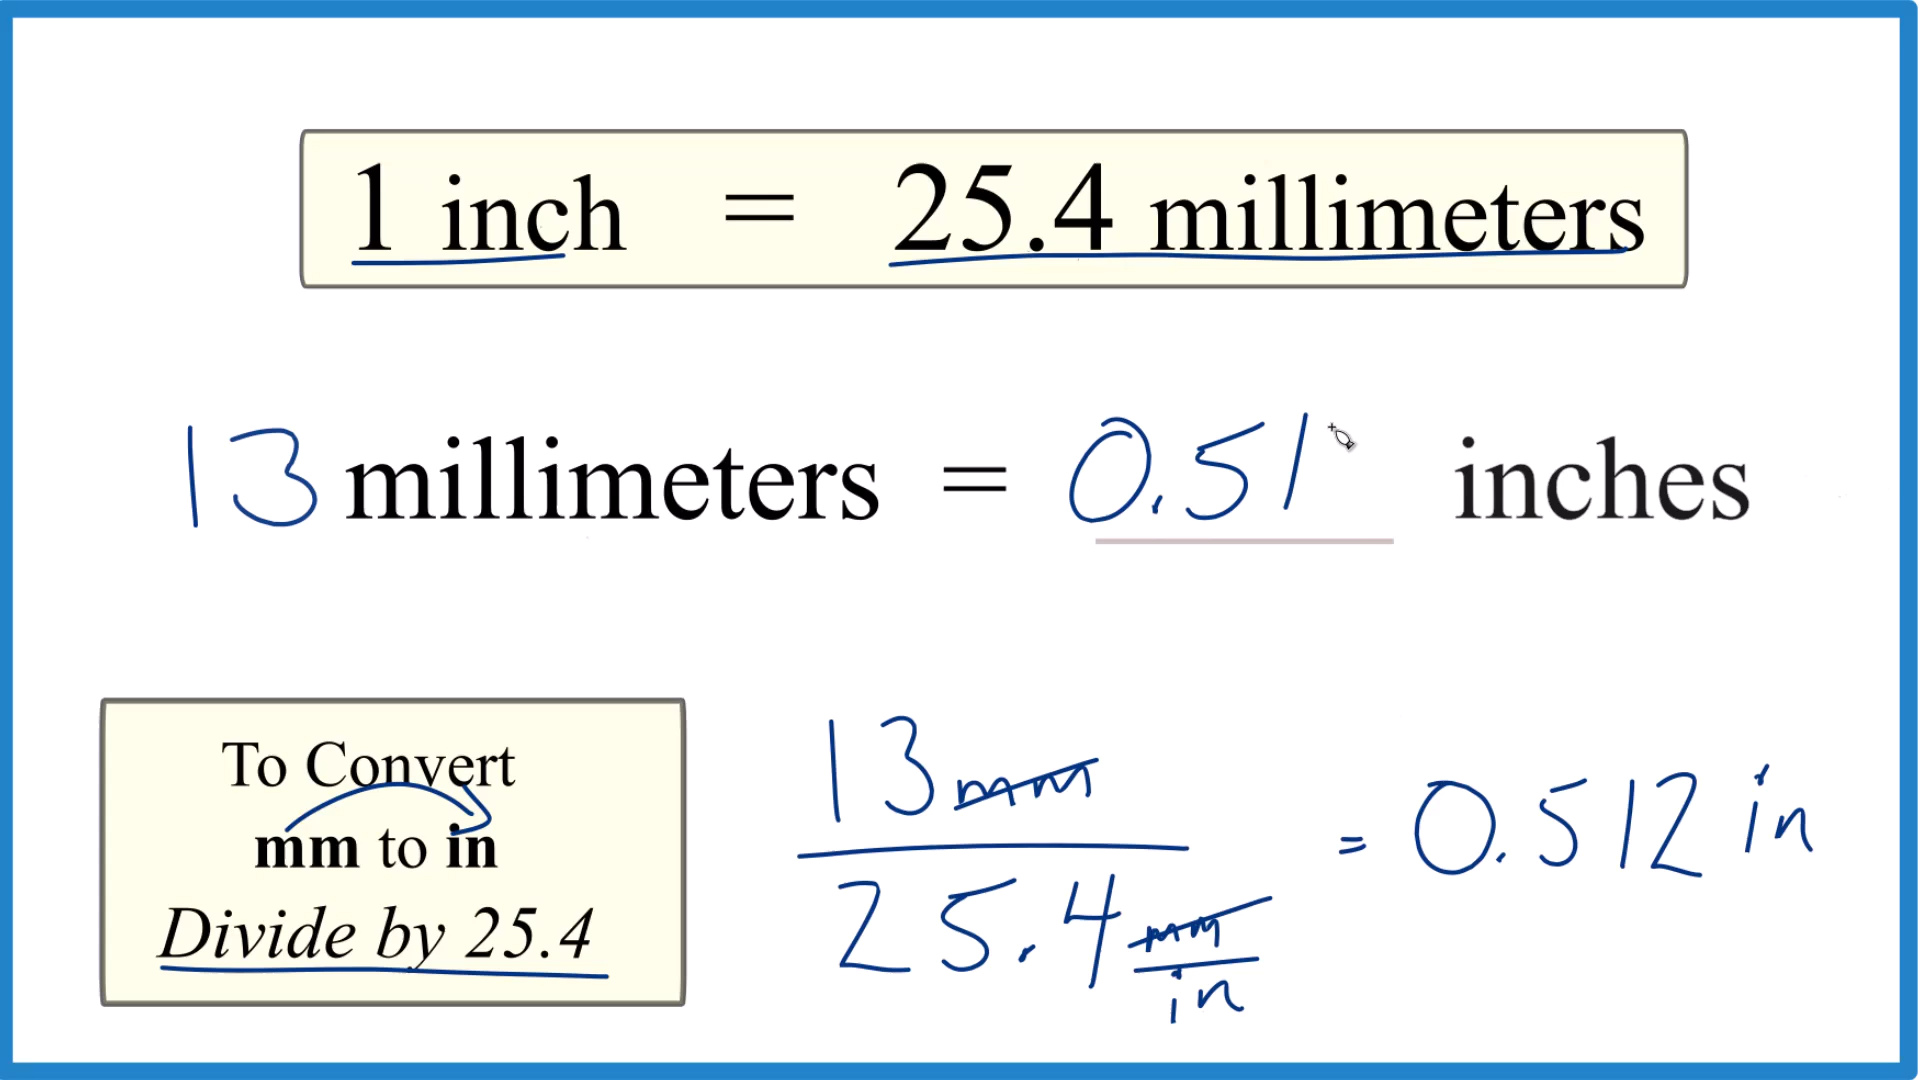 1 inch = 25.4 millimeters
13 millimeters = 0.51 inches
To Convert
mm to in
Divide by 25.4
13 mm
25.4 mm
in
= 0.512 in